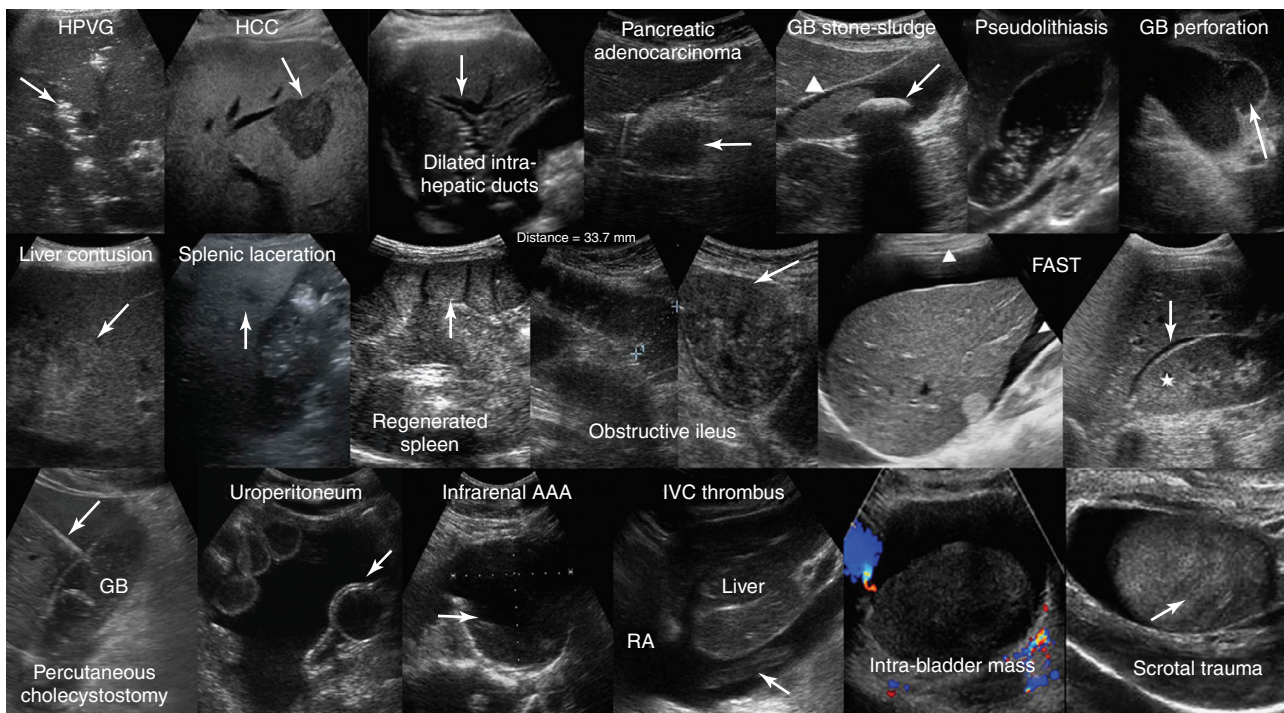 HPVG
HCC
Dilated intra-
hepatic ducts
Pancreatic
adenocarcinoma
GB stone-sludge
Pseudolithiasis
GB perforation
Liver contusion
Splenic laceration
Regenerated
spleen
Distance = 33.7 mm
Obstructive ileus
FAST
GB
Percutaneous
cholecystostomy
Uroperitoneum
Infrarenal AAA
IVC thrombus
Liver
RA
Intra-bladder mass
Scrotal trauma